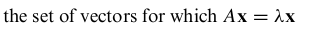 the set of vectors for which Ax = λx